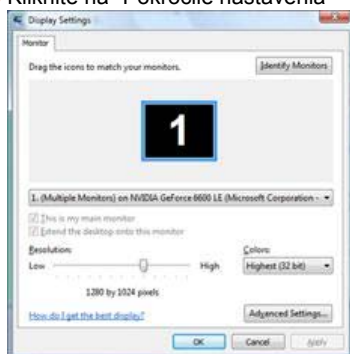 Kliknite na
Pokročilé nastavenia
Display Settings
Monitor
Drag the icons to match your monitors.
Identify Monitors
1
1. (Multiple Monitors) on NVIDIA GeForce 6600 LE (Microsoft Corporation -
This is my main monitor
Extend the desktop onto this monitor
Resolution:
Colors:
Low
High
Highest (32 bit)
1280 by 1024 pixels
How do I get the best display?
Advanced Settings...
OK
Cancel
Apply